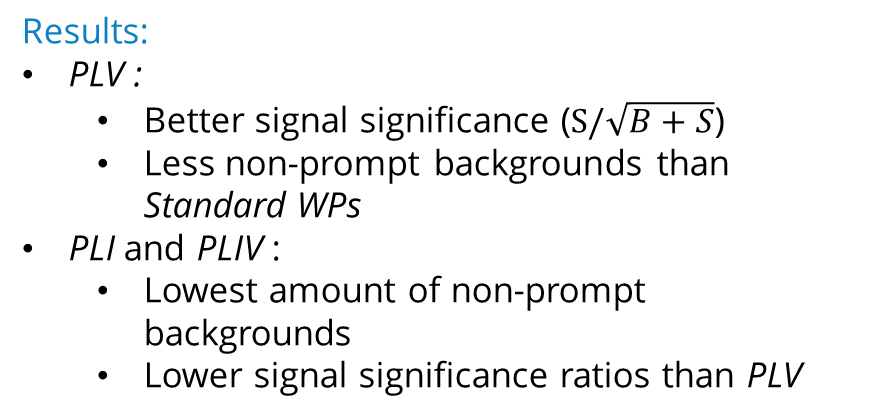 Results:
• PLV :
• Better signal significance (S/√B + S)
• Less non-prompt backgrounds than
Standard WPs
• PLI and PLIV :
• Lowest amount of non-prompt
backgrounds
• Lower signal significance ratios than PLV